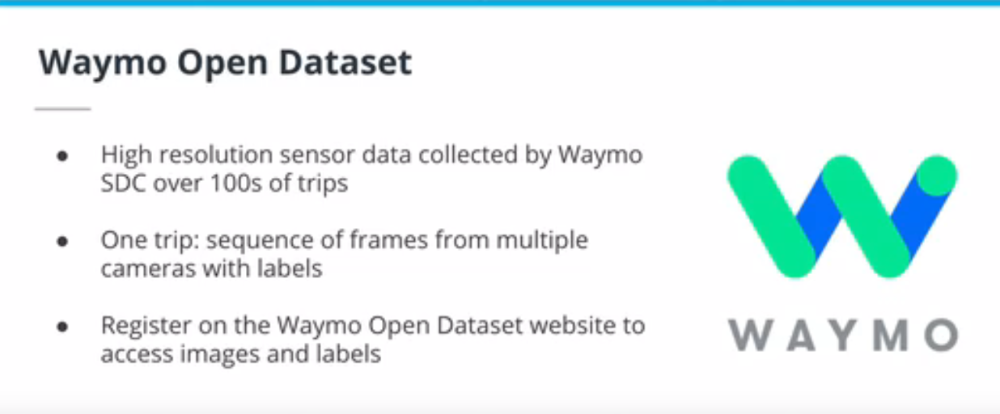 Waymo Open Dataset
● High resolution sensor data collected by Waymo
SDC over 100s of trips
● One trip: sequence of frames from multiple
cameras with labels
● Register on the Waymo Open Dataset website to
access images and labels
WAYMO